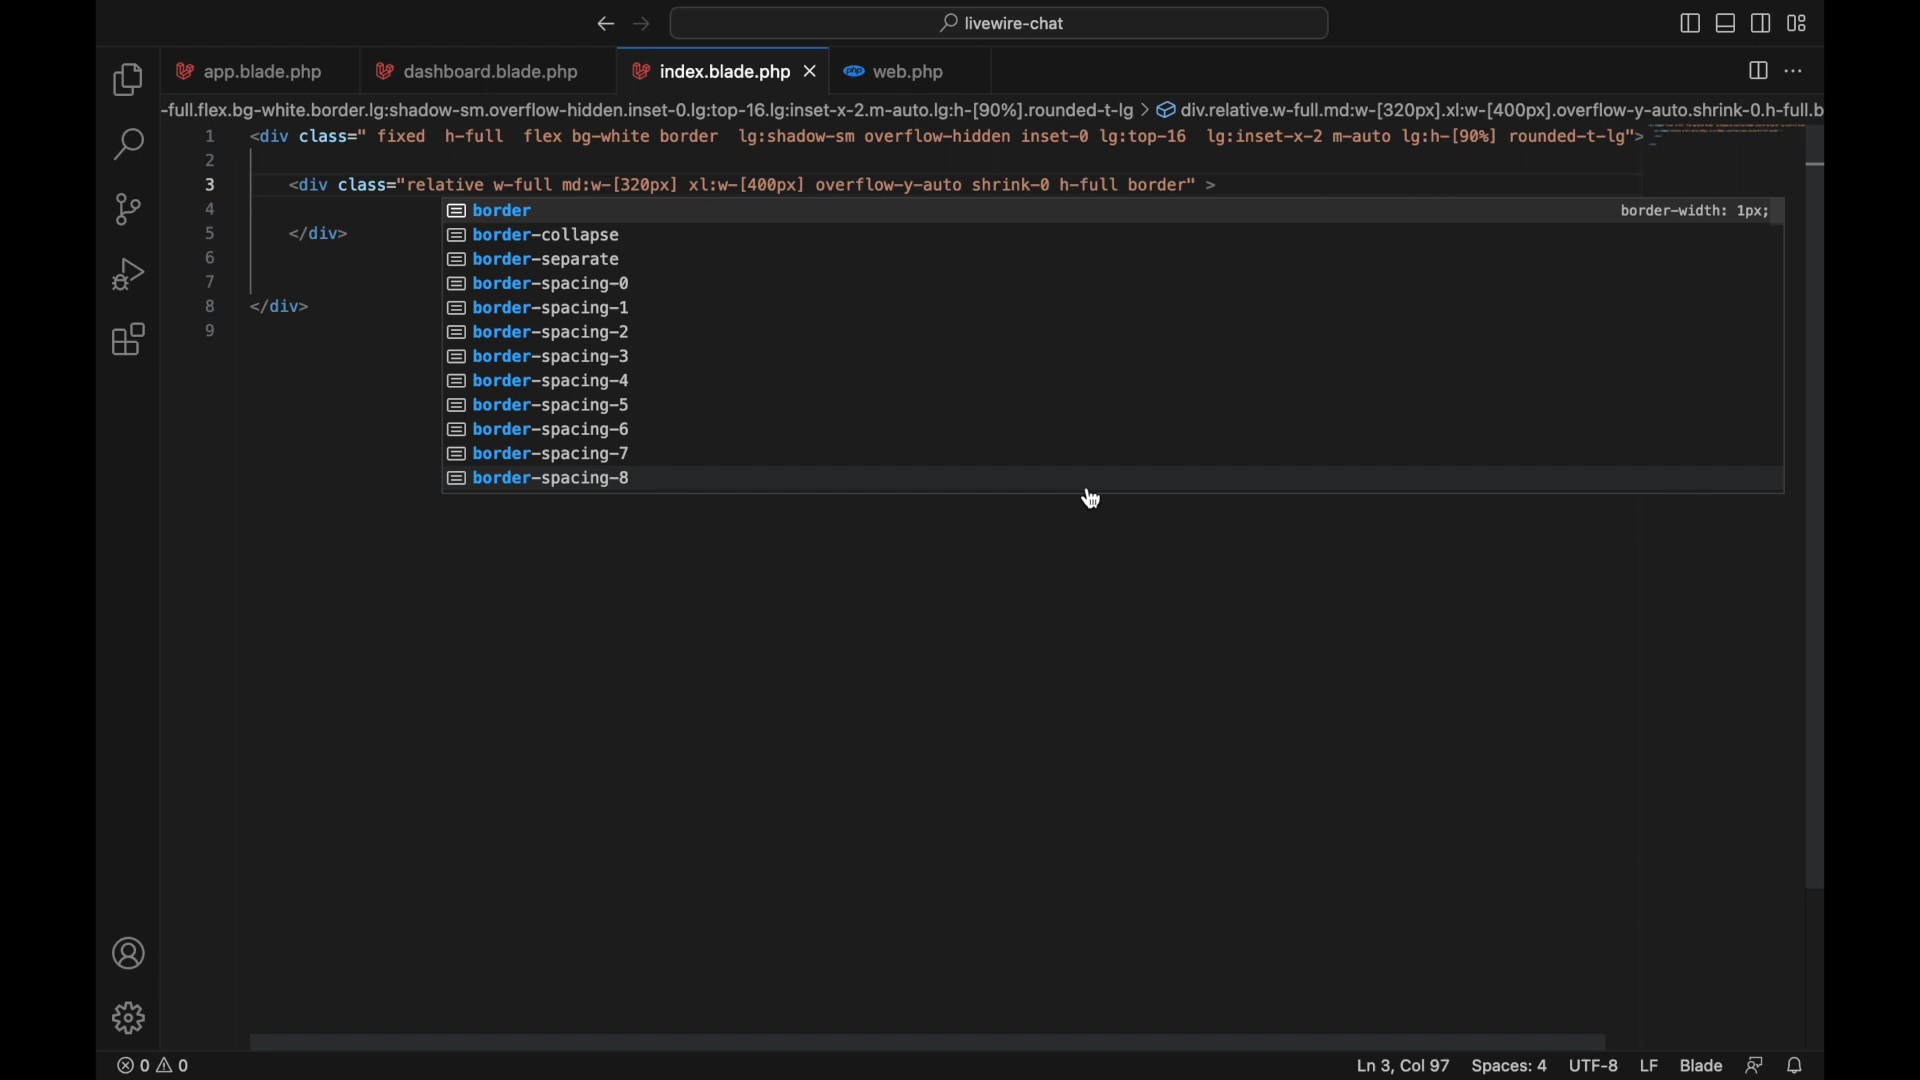 livewire-chat
app.blade.php dashboard.blade.php index.blade.php web.php
-full.flex.bg-white.border.lg:shadow-sm.overflow-hidden.inset-0.lg:top-16.lg:inset-x-2.m-auto.lg:h-[90%].rounded-t-lg > div.relative.w-full.md:w-[320px].xl:w-[400px].overflow-y-auto.shrink-0.h-full.b
1 <div class=" fixed  h-full  flex bg-white border  lg:shadow-sm overflow-hidden inset-0 lg:top-16  lg:inset-x-2 m-auto lg:h-[90%] rounded-t-lg">
2
3 <div class="relative w-full md:w-[320px] xl:w-[400px] overflow-y-auto shrink-0 h-full border" >
4 border border-width: 1px;
border-collapse
5 </div>
border-separate
6
border-spacing-0
7
border-spacing-1
8 </div>
border-spacing-2
9
border-spacing-3
border-spacing-4
border-spacing-5
border-spacing-6
border-spacing-7
border-spacing-8
0 0 Ln 3, Col 97 Spaces: 4 UTF-8 LF Blade